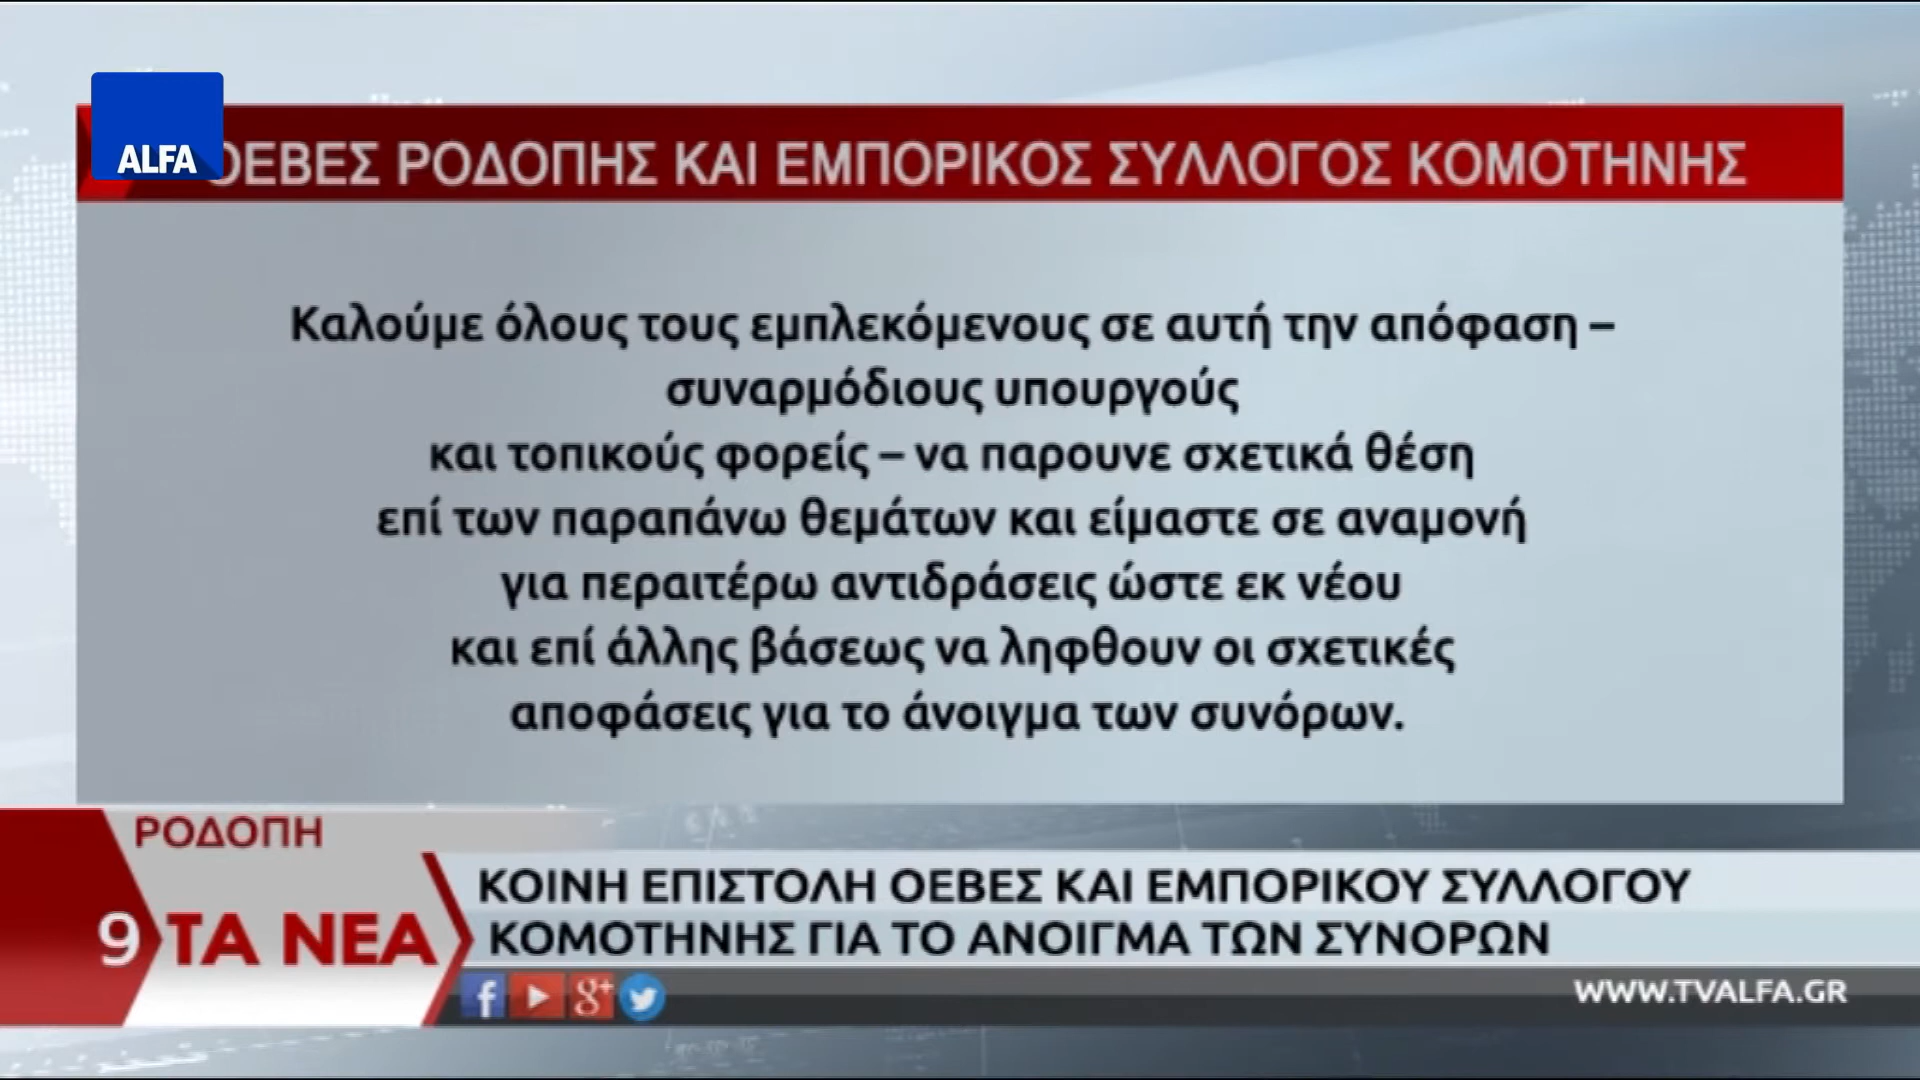 ALFA
ΟΕΒΕΣ ΡΟΔΟΠΗΣ ΚΑΙ ΕΜΠΟΡΙΚΟΣ ΣΥΛΛΟΓΟΣ ΚΟΜΟΤΗΝΗΣ
Καλούμε όλους τους εμπλεκόμενους σε αυτή την απόφαση –
συναρμόδιους υπουργούς
και τοπικούς φορείς – να παρουνε σχετικά θέση
επί των παραπάνω θεμάτων και είμαστε σε αναμονή
για περαιτέρω αντιδράσεις ώστε εκ νέου
και επί άλλης βάσεως να ληφθουν οι σχετικές
αποφάσεις για το άνοιγμα των συνόρων.
ΡΟΔΟΠΗ
9 ΤΑ ΝΕΑ
ΚΟΙΝΗ ΕΠΙΣΤΟΛΗ ΟΕΒΕΣ ΚΑΙ ΕΜΠΟΡΙΚΟΥ ΣΥΛΛΟΓΟΥ
ΚΟΜΟΤΗΝΗΣ ΓΙΑ ΤΟ ΑΝΟΙΓΜΑ ΤΩΝ ΣΥΝΟΡΩΝ
WWW.TVALFA.GR